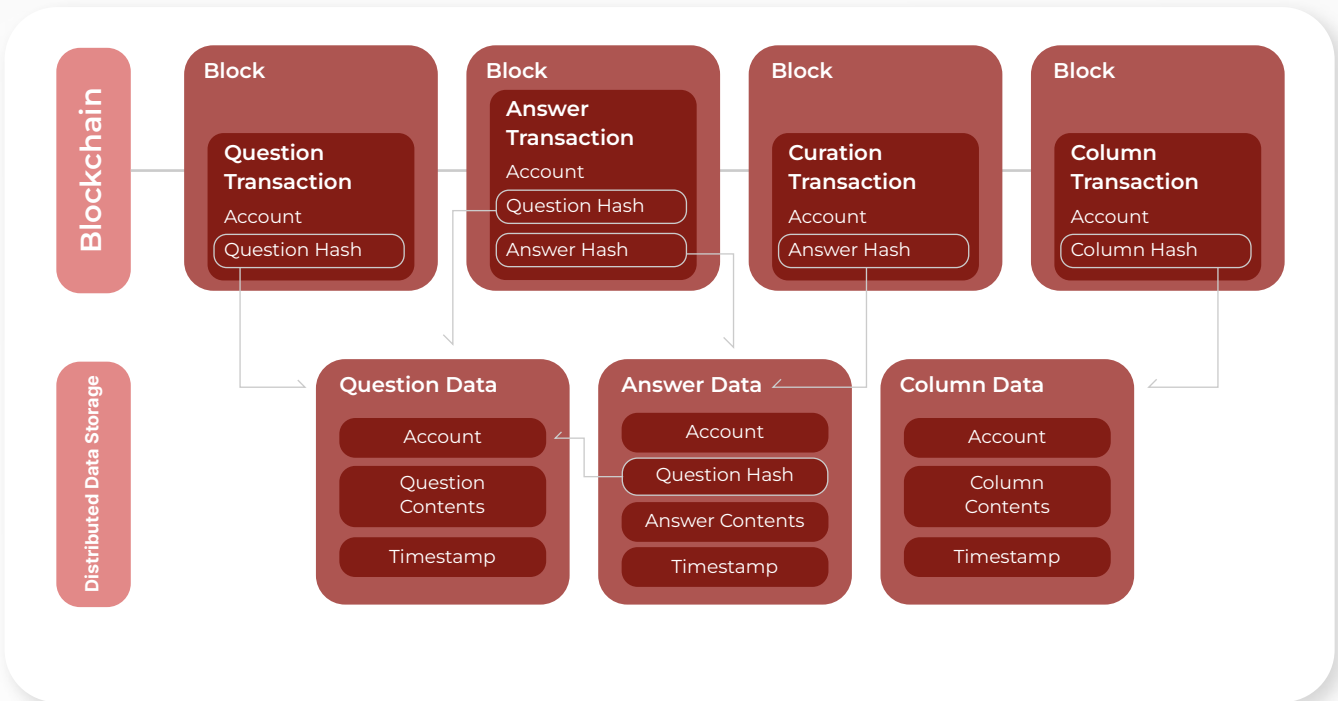 Blockchain
Block
Question
Transaction
Account
Question Hash
Block
Answer
Transaction
Account
Question Hash
Answer Hash
Block
Curation
Transaction
Account
Answer Hash
Block
Column
Transaction
Account
Column Hash
Distributed Data Storage
Question Data
Account
Question
Contents
Timestamp
Answer Data
Account
Question Hash
Answer Contents
Timestamp
Column Data
Account
Column
Contents
Timestamp